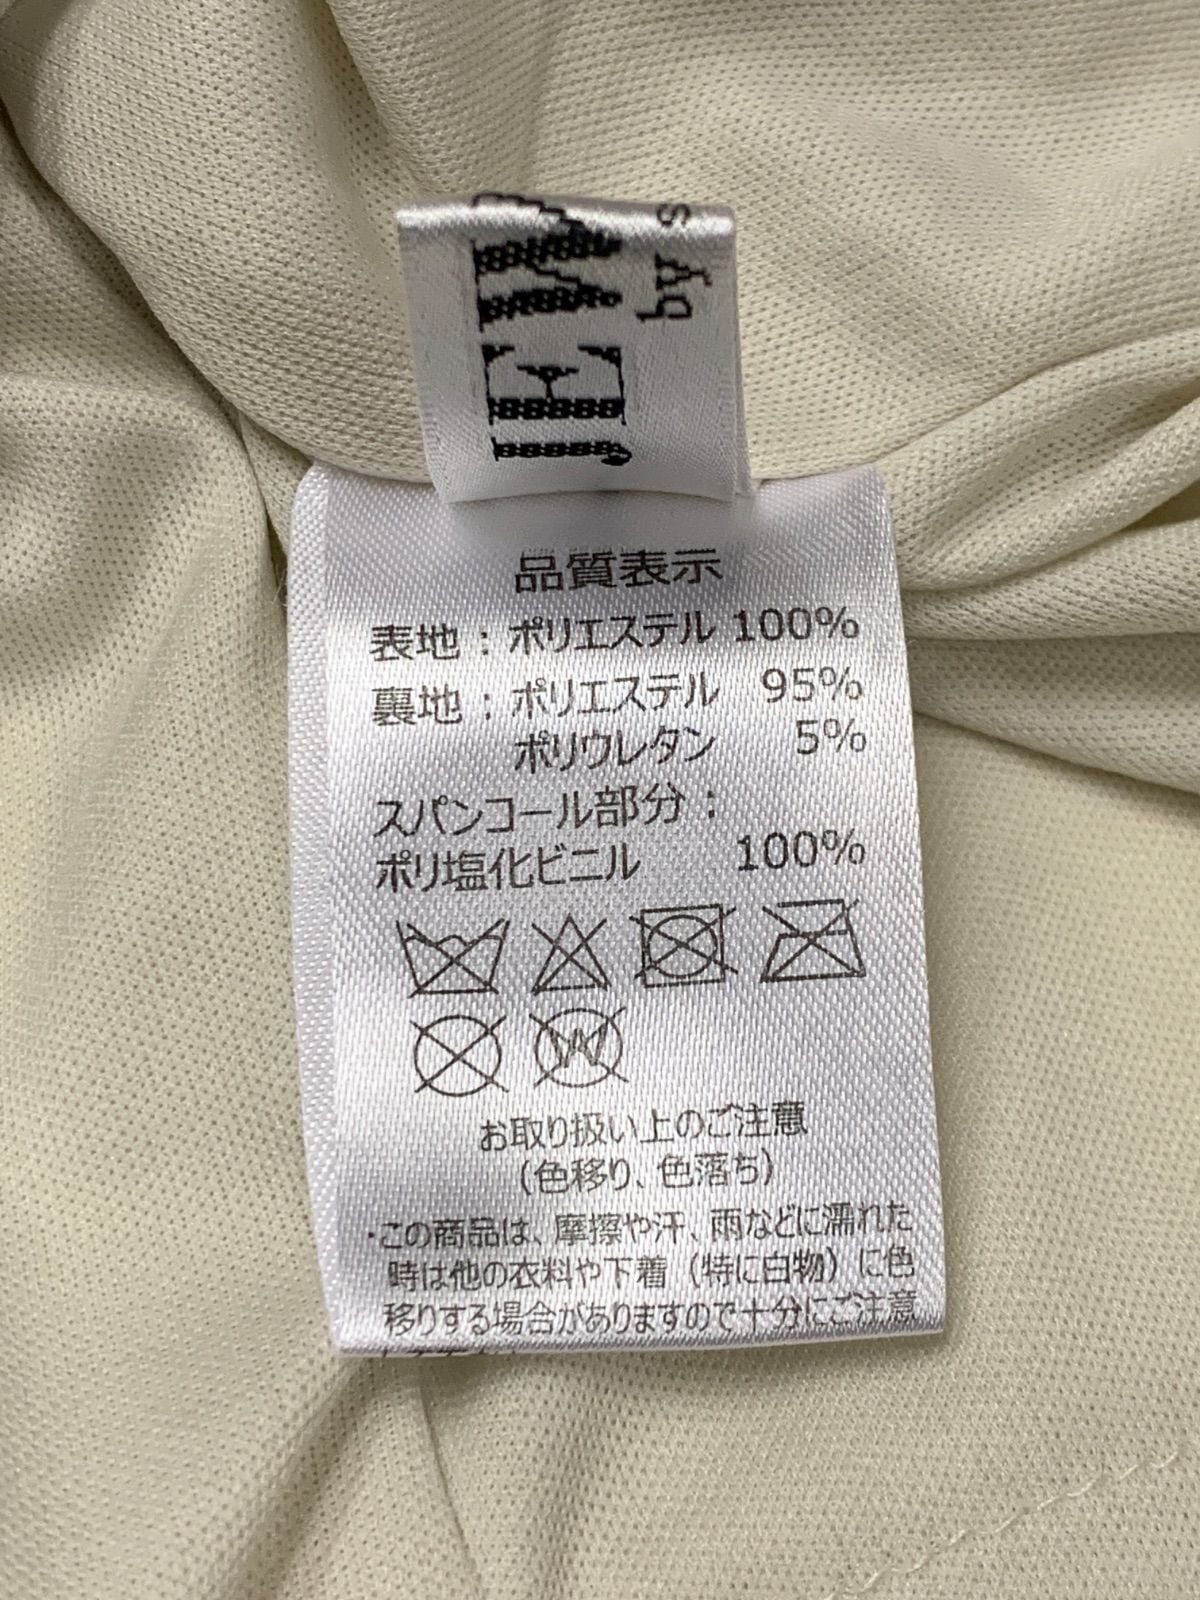 JEW
by s
品質表示
表地：ポリエステル 100%
裏地：ポリエステル 95%
ポリウレタン 5%
スパンコール部分：
ポリ塩化ビニル 100%
お取り扱い上のご注意
(色移り、色落ち)
・この商品は、摩擦や汗、雨などに濡れた
時は他の衣料や下着（特に白物）に色
移りする場合がありますので十分にご注意